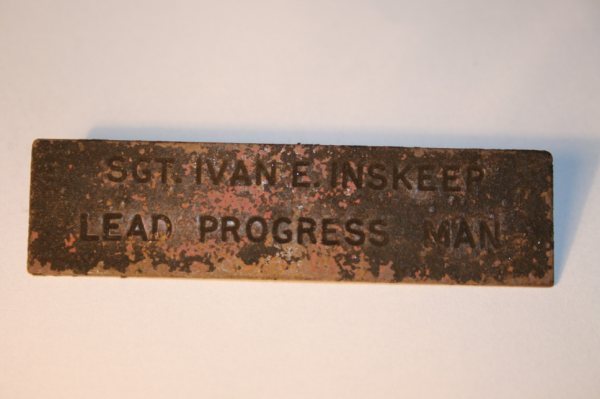 SGT. IVAN E. INSKEEP
LEAD PROGRESS MAN